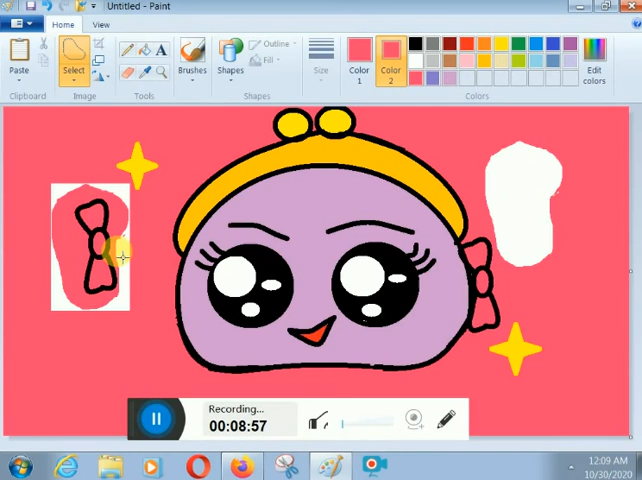 Untitled - Paint
Home
View
Paste
Select
Brushes
Shapes
Outline
Fill
Size
Color
1
Color
2
Edit
colors
Clipboard
Image
Tools
Shapes
Colors
Recording...
00:08:57
12:09 AM
10/30/2020